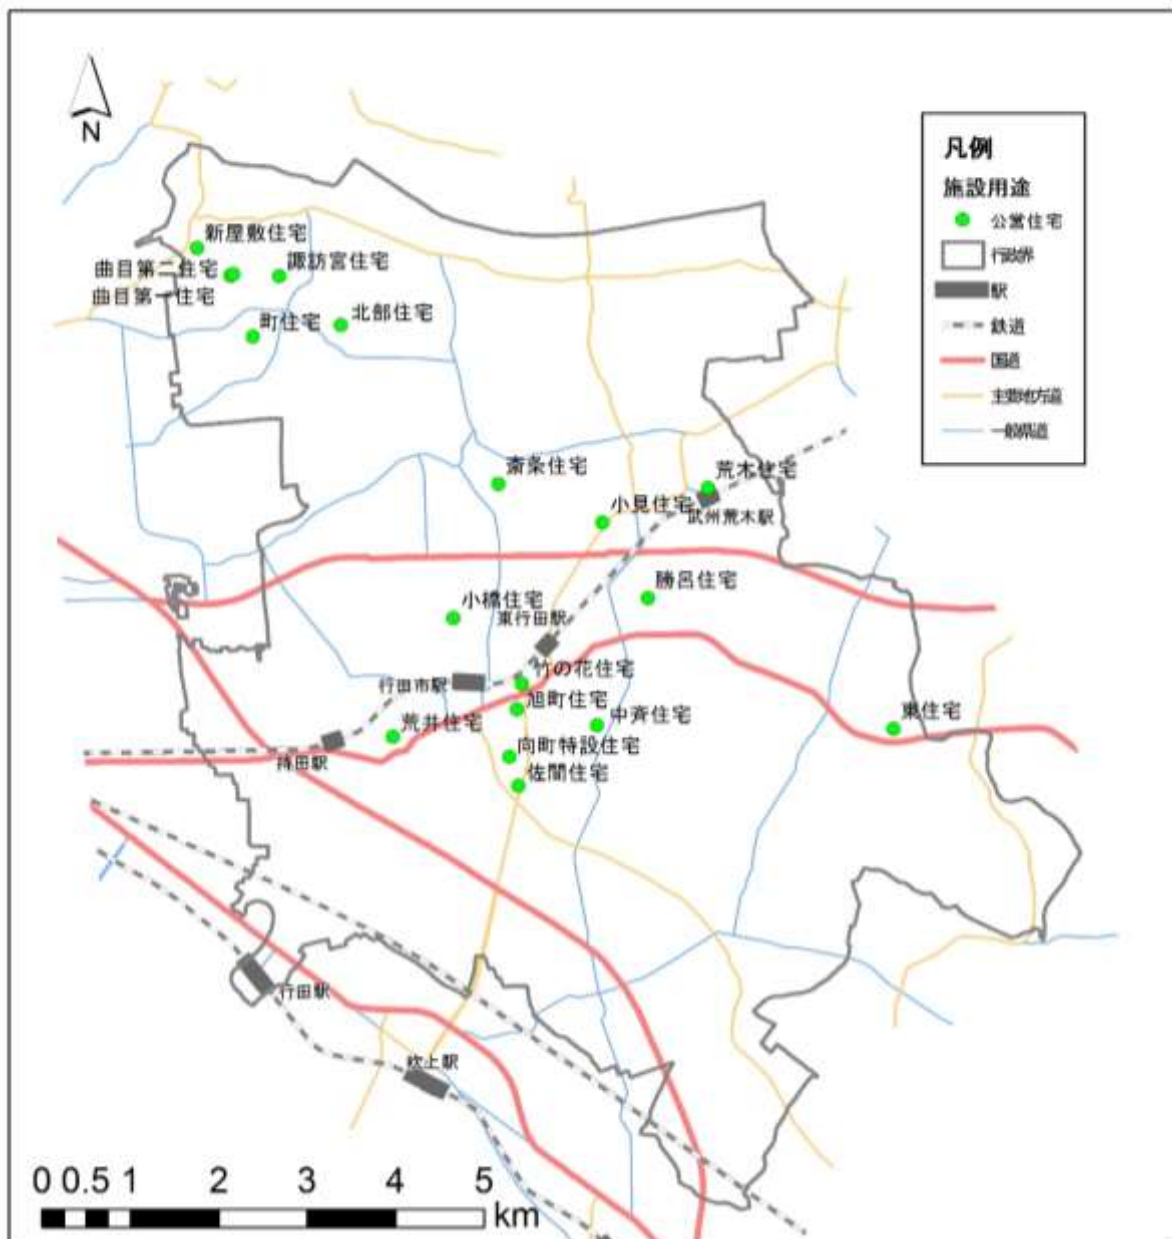 N
凡例
施設用途
公営住宅
行政界
駅
鉄道
国道
主要地方道
一般県道
新屋敷住宅
曲目第二住宅
諏訪宮住宅
曲目第一住宅
北部住宅
町住宅
斎条住宅
荒木住宅
小見住宅
武州荒木駅
勝呂住宅
小橋住宅
東行田駅
竹の花住宅
行田市駅
旭町住宅
荒井住宅
中斉住宅
東住宅
向町特設住宅
持田駅
佐間住宅
行田駅
吹上駅
0 0.5 1 2 3 4 5
km